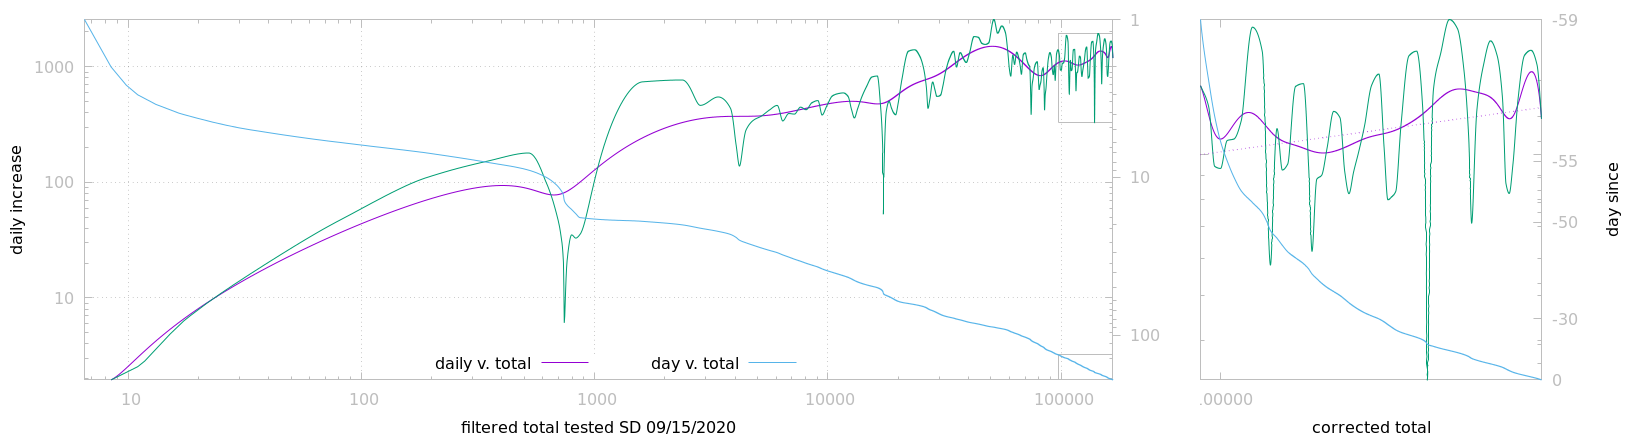 daily increase
1000
100
10
10
100
1000
10000
100000
daily v. total
day v. total
filtered total tested SD 09/15/2020
1
10
100
.00000
corrected total
-59
-55
-50
-30
0
day since